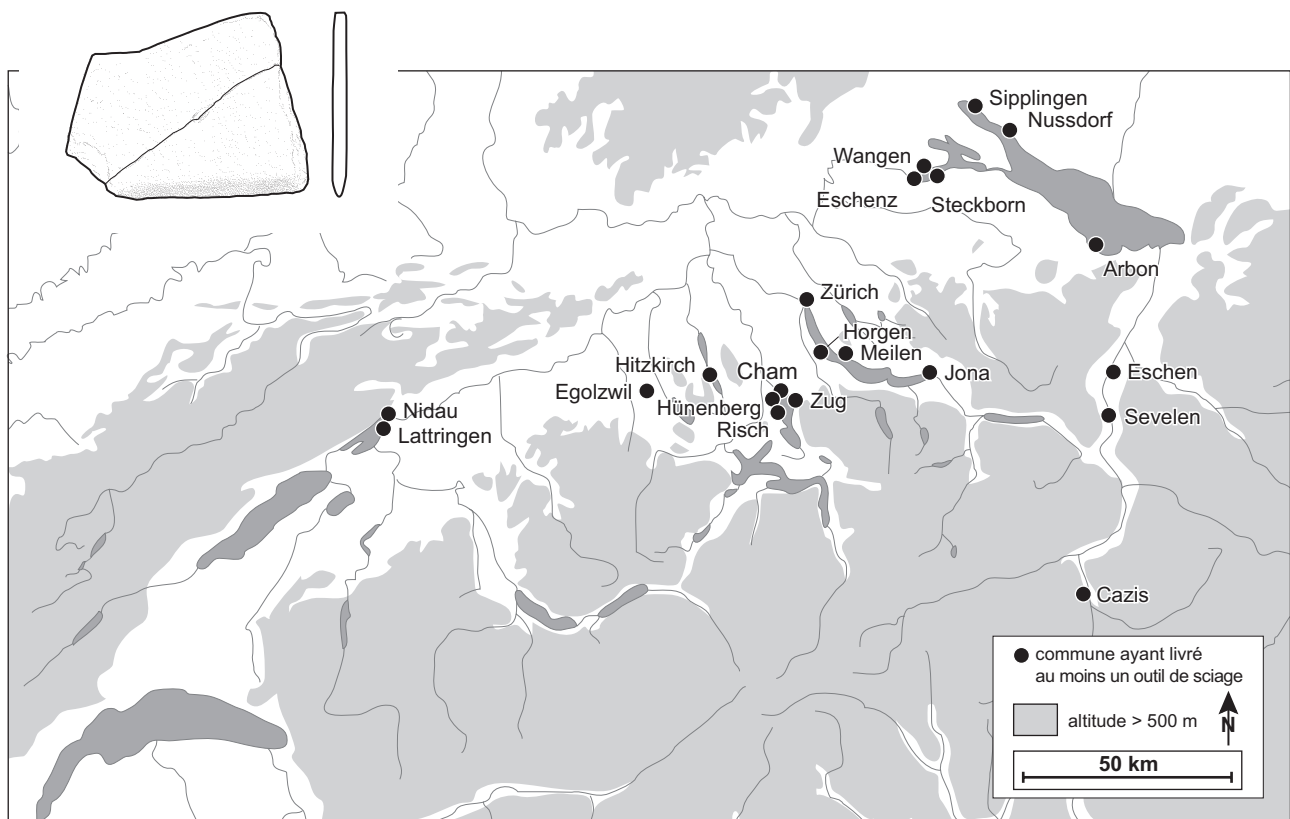 Sipplingen
Nussdorf
Wangen
Eschenz
Steckborn
Arbon
Zürich
Horgen
Meilen
Hitzkirch
Cham
Jona
Eschen
Egolzwil
Hünenberg
Zug
Risch
Nidau
Lattringen
Sevelen
Cazis
commune ayant livré
au moins un outil de sciage
altitude > 500 m
N
50 km